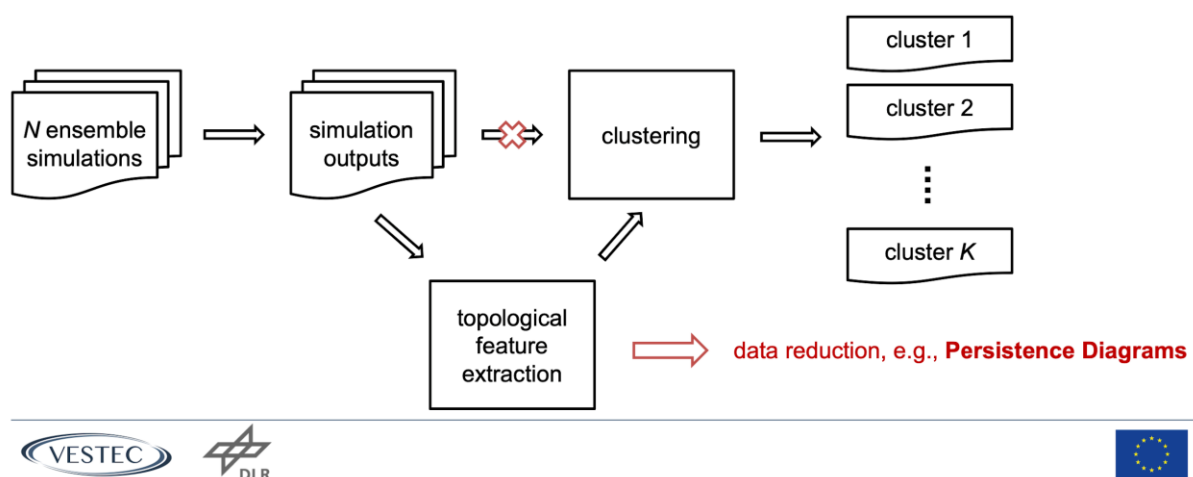 N ensemble
simulations
simulation
outputs
clustering
cluster 1
cluster 2
cluster K
topological
feature
extraction
data reduction, e.g., Persistence Diagrams
VESTEC
DLR